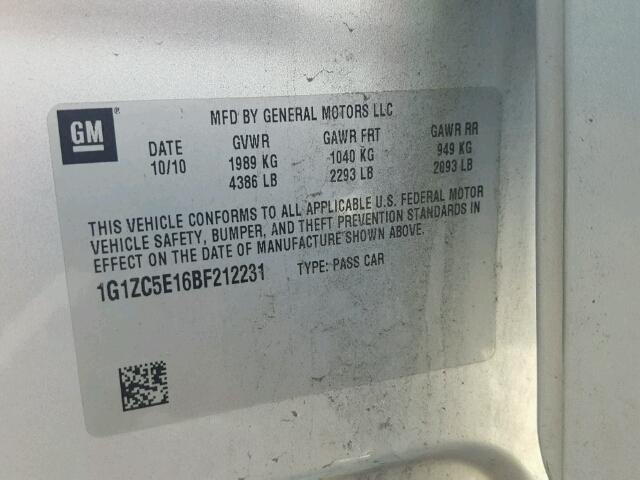 GM
MFD BY GENERAL MOTORS LLC
DATE GVWR GAWR FRT GAWR RR
10/10 1989 KG 1040 KG 949 KG
4386 LB 2293 LB 2093 LB
THIS VEHICLE CONFORMS TO ALL APPLICABLE U.S. FEDERAL MOTOR
VEHICLE SAFETY, BUMPER, AND THEFT PREVENTION STANDARDS IN
EFFECT ON THE DATE OF MANUFACTURE SHOWN ABOVE.
1G1ZC5E16BF212231 TYPE: PASS CAR